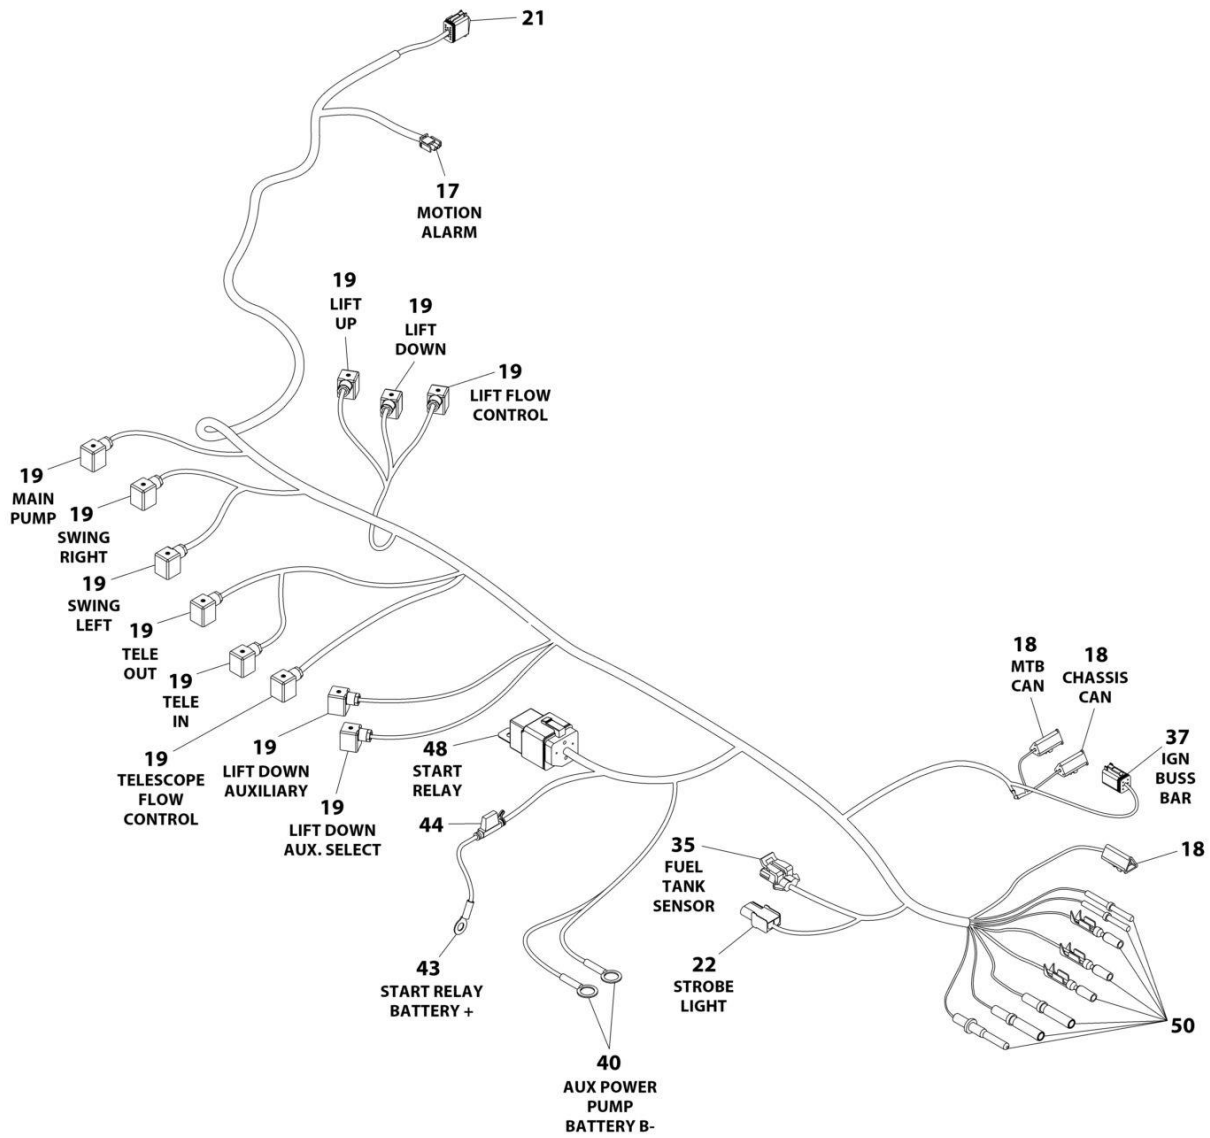 21
17
MOTION
ALARM
19
LIFT
UP
19
LIFT
DOWN
19
LIFT FLOW
CONTROL
19
MAIN
PUMP
19
SWING
RIGHT
19
SWING
LEFT
19
TELE
OUT
19
TELE
IN
19
TELESCOPE
FLOW
CONTROL
19
LIFT DOWN
AUXILIARY
19
LIFT DOWN
AUX. SELECT
48
START
RELAY
44
43
START RELAY
BATTERY +
40
AUX POWER
PUMP
BATTERY B-
35
FUEL
TANK
SENSOR
22
STROBE
LIGHT
18
MTB
CAN
18
CHASSIS
CAN
37
IGN
BUSS
BAR
18
50